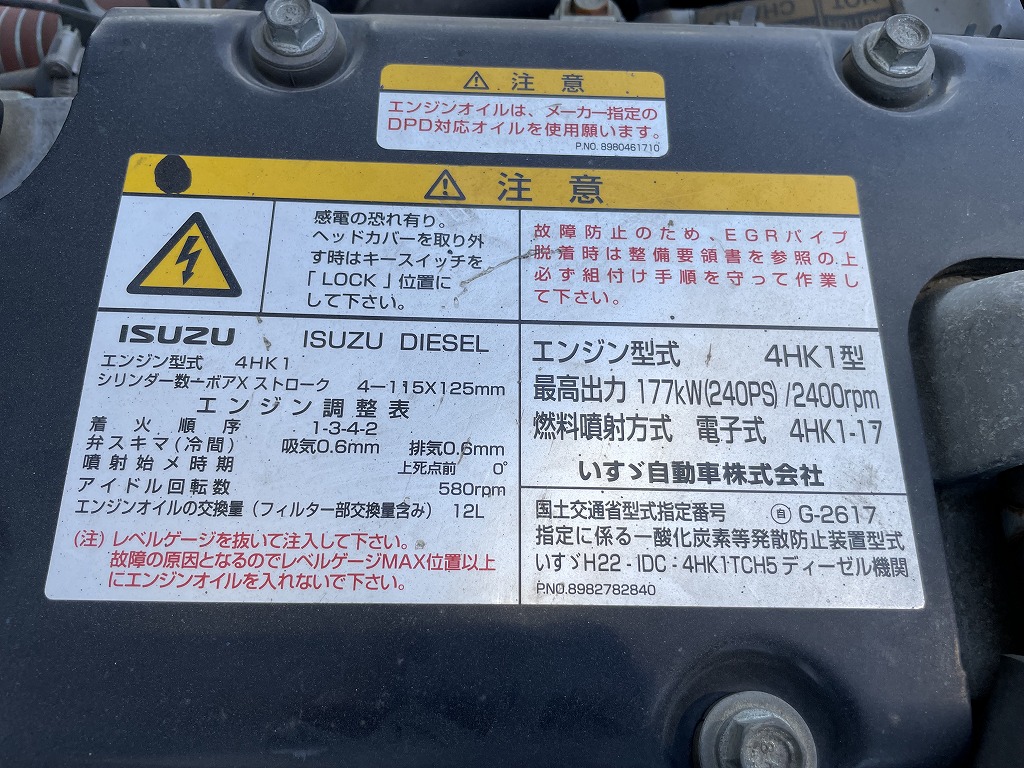 HOT
⚠ 注意
エンジンオイルは、メーカー指定の
DPD対応オイルを使用願います。
P.NO. 8980461710
⚠ 注意
感電の恐れ有り。
ヘッドカバーを取り外
す時はキースイッチを
「LOCK」位置に
して下さい。
故障防止のため、EGRパイプ
脱着時は整備要領書を参照の上
必ず組付け手順を守って作業し
て下さい。
ISUZU ISUZU DIESEL
エンジン型式 4HK1
シリンダー数ーボアXストローク 4ー115X125mm
エンジン調整表
着火順序 1-3-4-2
弁スキマ(冷間) 吸気0.6mm 排気0.6mm
噴射始メ時期 上死点前 0°
アイドル回転数 580rpm
エンジンオイルの交換量(フィルター部交換量含み) 12L
(注)レベルゲージを抜いて注入して下さい。
故障の原因となるのでレベルゲージMAX位置以上
にエンジンオイルを入れないで下さい。
エンジン型式 4HK1型
最高出力 177kW(240PS)/2400rpm
燃料噴射方式 電子式 4HK1-17
いすゞ自動車株式会社
国土交通省型式指定番号 ㊀自 G-2617
指定に係る一酸化炭素等発散防止装置型式
いすゞH22-IDC:4HK1TCH5ディーゼル機関
P.NO.8982782840